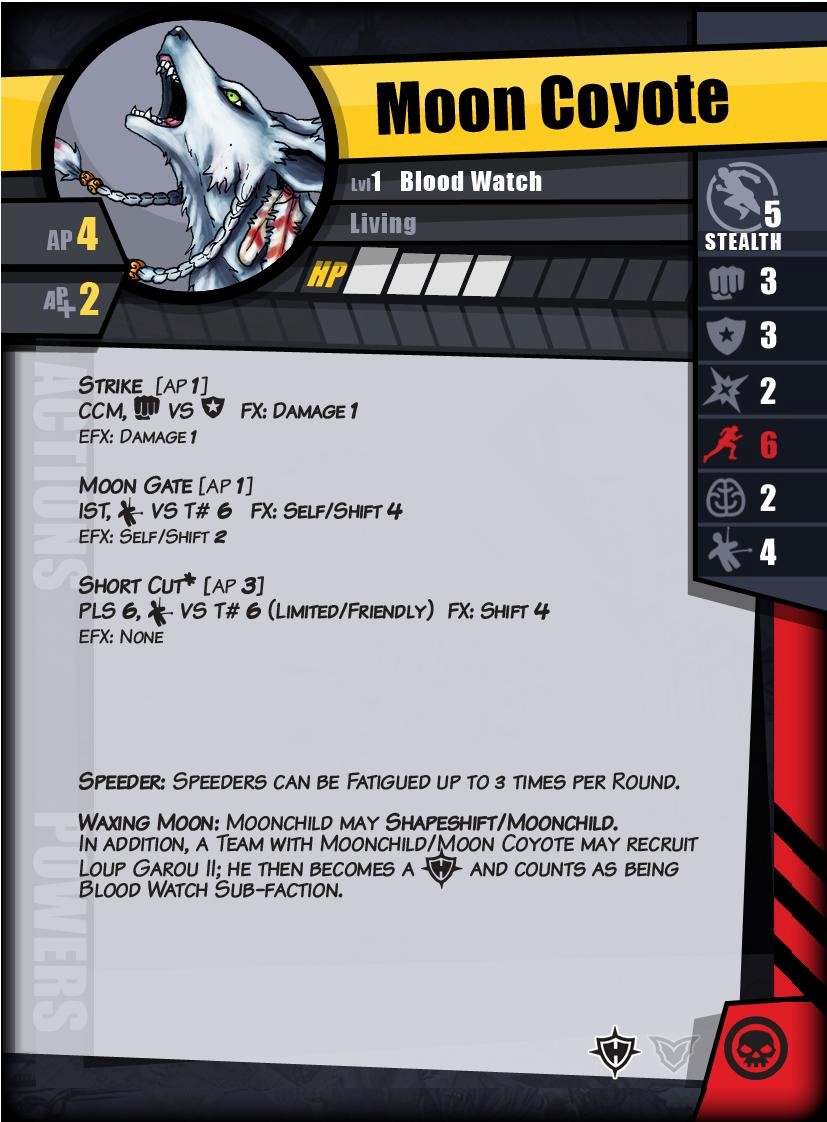 Moon Coyote
Lvl1 Blood Watch
Living
AP 4
AP+ 2
HP
5
STEALTH
3
3
2
6
2
4
ACTIONS
STRIKE [AP 1]
CCM, VS FX: DAMAGE 1
EFX: DAMAGE 1
MOON GATE [AP 1]
IST, VS T# 6 FX: SELF/SHIFT 4
EFX: SELF/SHIFT 2
SHORT CUT* [AP 3]
PLS 6, VS T# 6 (LIMITED/FRIENDLY) FX: SHIFT 4
EFX: NONE
POWERS
SPEEDER: SPEEDERS CAN BE FATIGUED UP TO 3 TIMES PER ROUND.
WAXING MOON: MOONCHILD MAY SHAPESHIFT/MOONCHILD.
IN ADDITION, A TEAM WITH MOONCHILD/MOON COYOTE MAY RECRUIT
LOUP GAROU II; HE THEN BECOMES A H AND COUNTS AS BEING
BLOOD WATCH SUB-FACTION.
H